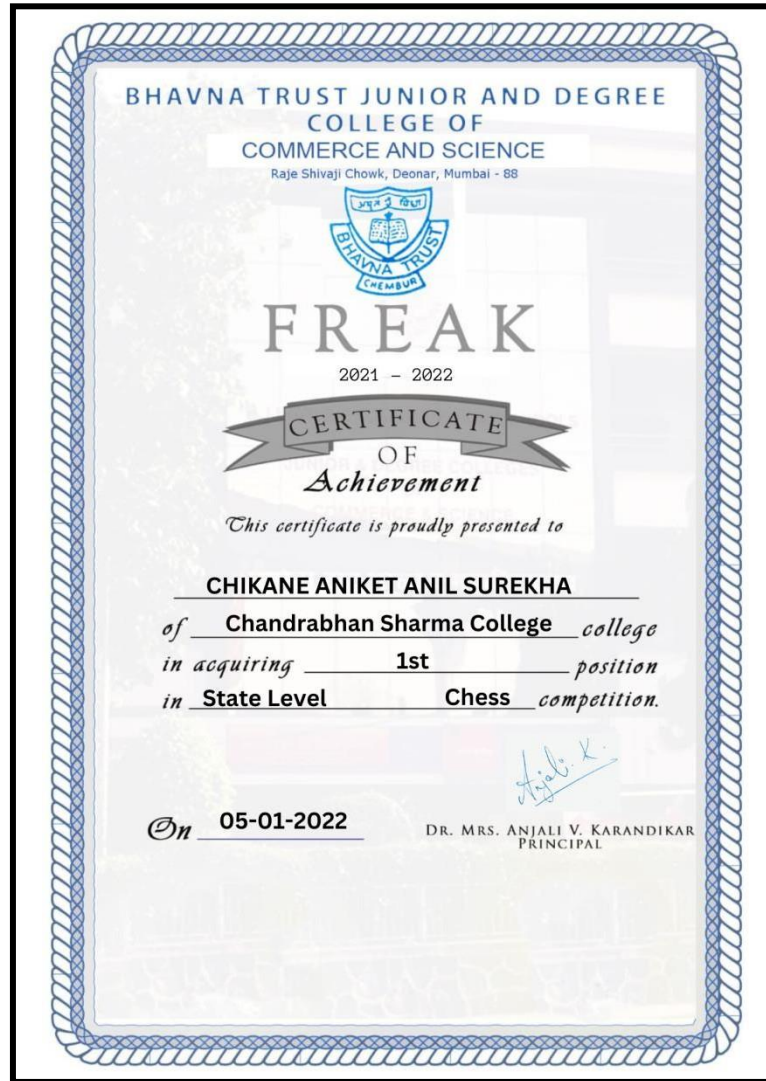 BHAVNA TRUST JUNIOR AND DEGREE
COLLEGE OF
COMMERCE AND SCIENCE
Raje Shivaji Chowk, Deonar, Mumbai - 88
BHAVNA TRUST
CHEMBUR
FREAK
2021 – 2022
CERTIFICATE
OF
Achievement
This certificate is proudly presented to
CHIKANE ANIKET ANIL SUREKHA
of Chandrabhan Sharma College college
in acquiring 1st position
in State Level Chess competition.
Anjali. K.
On 05-01-2022
DR. MRS. ANJALI V. KARANDIKAR
PRINCIPAL